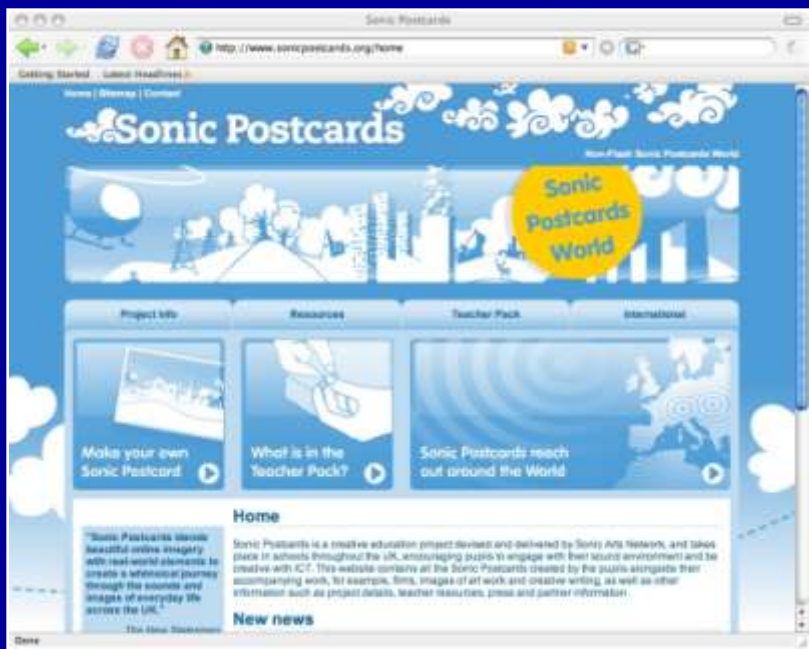 Sonic Postcards
http://www.sonicpostcards.org/home
Getting Started Latest Headlines
Home | Sitemap | Contact
Sonic Postcards
Non-Flash Sonic Postcards World
Sonic
Postcards
World
Project Info Resources Teacher Pack International
Make your own
Sonic Postcard
What is in the
Teacher Pack?
Sonic Postcards reach
out around the World
"Sonic Postcards blends
beautiful online imagery
with real-world elements to
create a whimsical journey
through the sounds and
images of everyday life
across the UK."
The New Statesman
Home
Sonic Postcards is a creative education project devised and delivered by Sonic Arts Network, and takes
place in schools throughout the UK, encouraging pupils to engage with their sound environment and be
creative with ICT. This website contains all the Sonic Postcards created by the pupils alongside their
accompanying work, for example, films, images of art work and creative writing, as well as other
information such as project details, teacher resources, press and partner information.
New news
Done